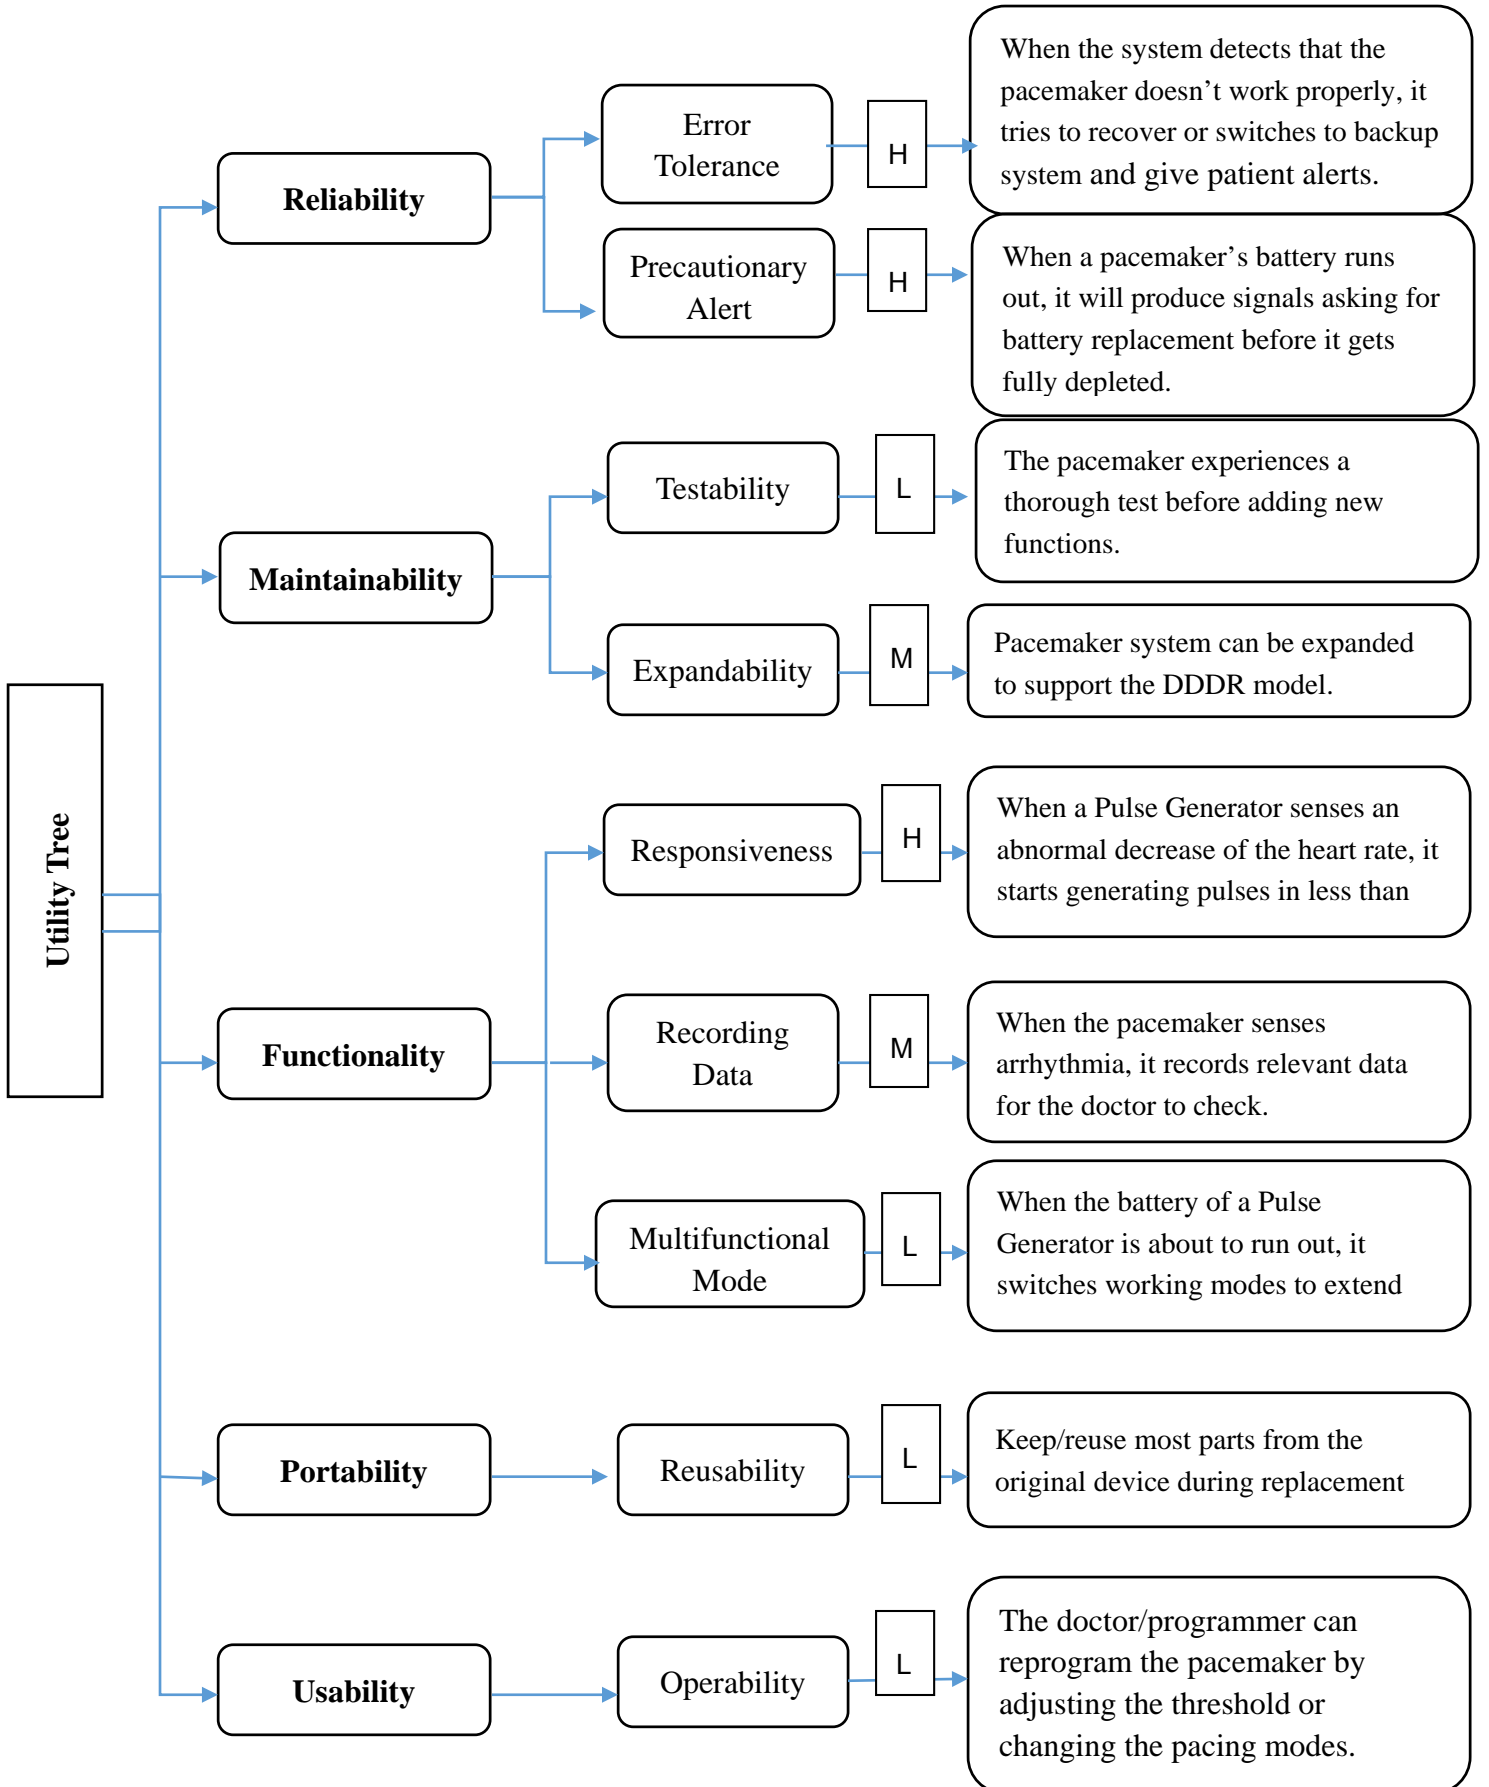 Utility Tree
Reliability
Error
Tolerance
H
When the system detects that the
pacemaker doesn’t work properly, it
tries to recover or switches to backup
system and give patient alerts.
Precautionary
Alert
H
When a pacemaker’s battery runs
out, it will produce signals asking for
battery replacement before it gets
fully depleted.
Maintainability
Testability
L
The pacemaker experiences a
thorough test before adding new
functions.
Expandability
M
Pacemaker system can be expanded
to support the DDDR model.
Functionality
Responsiveness
H
When a Pulse Generator senses an
abnormal decrease of the heart rate, it
starts generating pulses in less than
Recording
Data
M
When the pacemaker senses
arrhythmia, it records relevant data
for the doctor to check.
Multifunctional
Mode
L
When the battery of a Pulse
Generator is about to run out, it
switches working modes to extend
Portability
Reusability
L
Keep/reuse most parts from the
original device during replacement
Usability
Operability
L
The doctor/programmer can
reprogram the pacemaker by
adjusting the threshold or
changing the pacing modes.